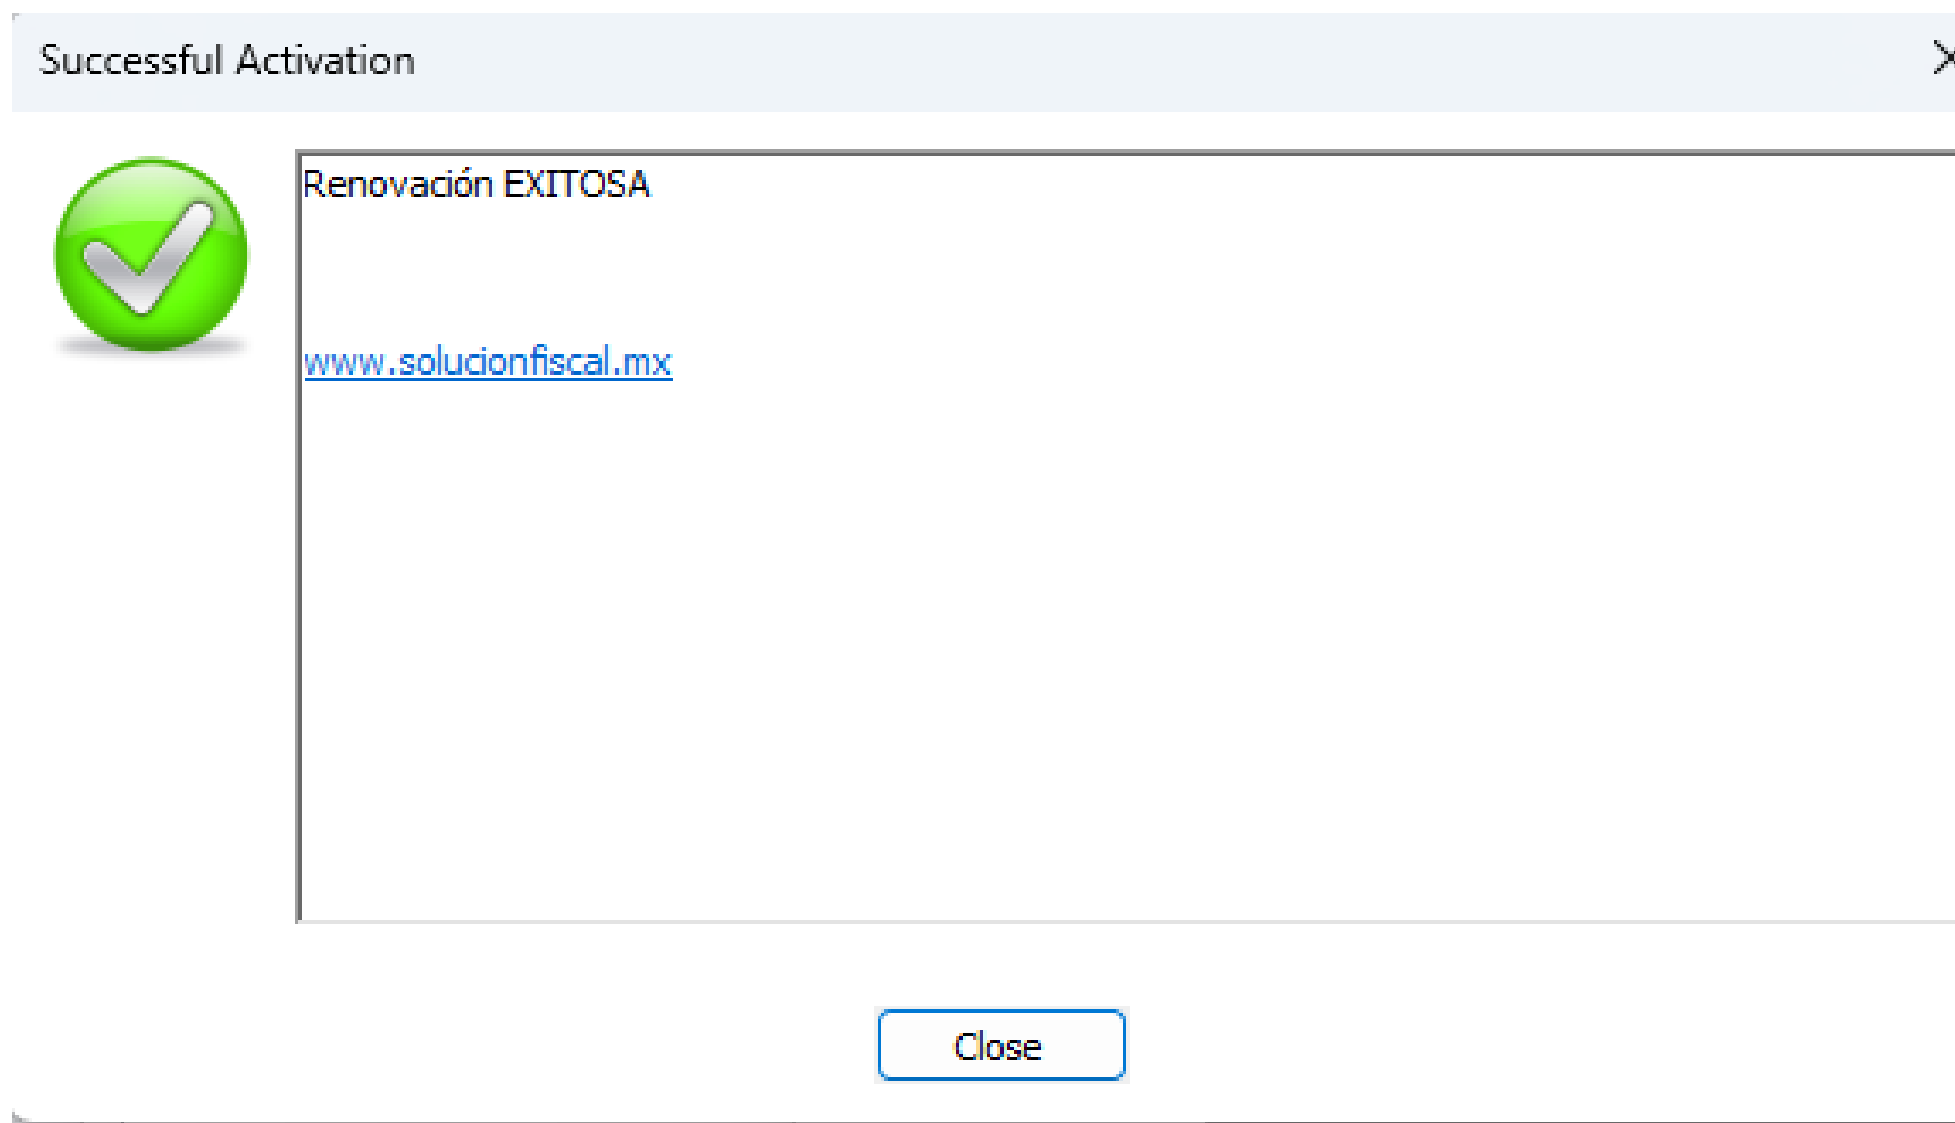 Successful Activation
Renovación EXITOSA
www.solucionfiscal.mx
Close